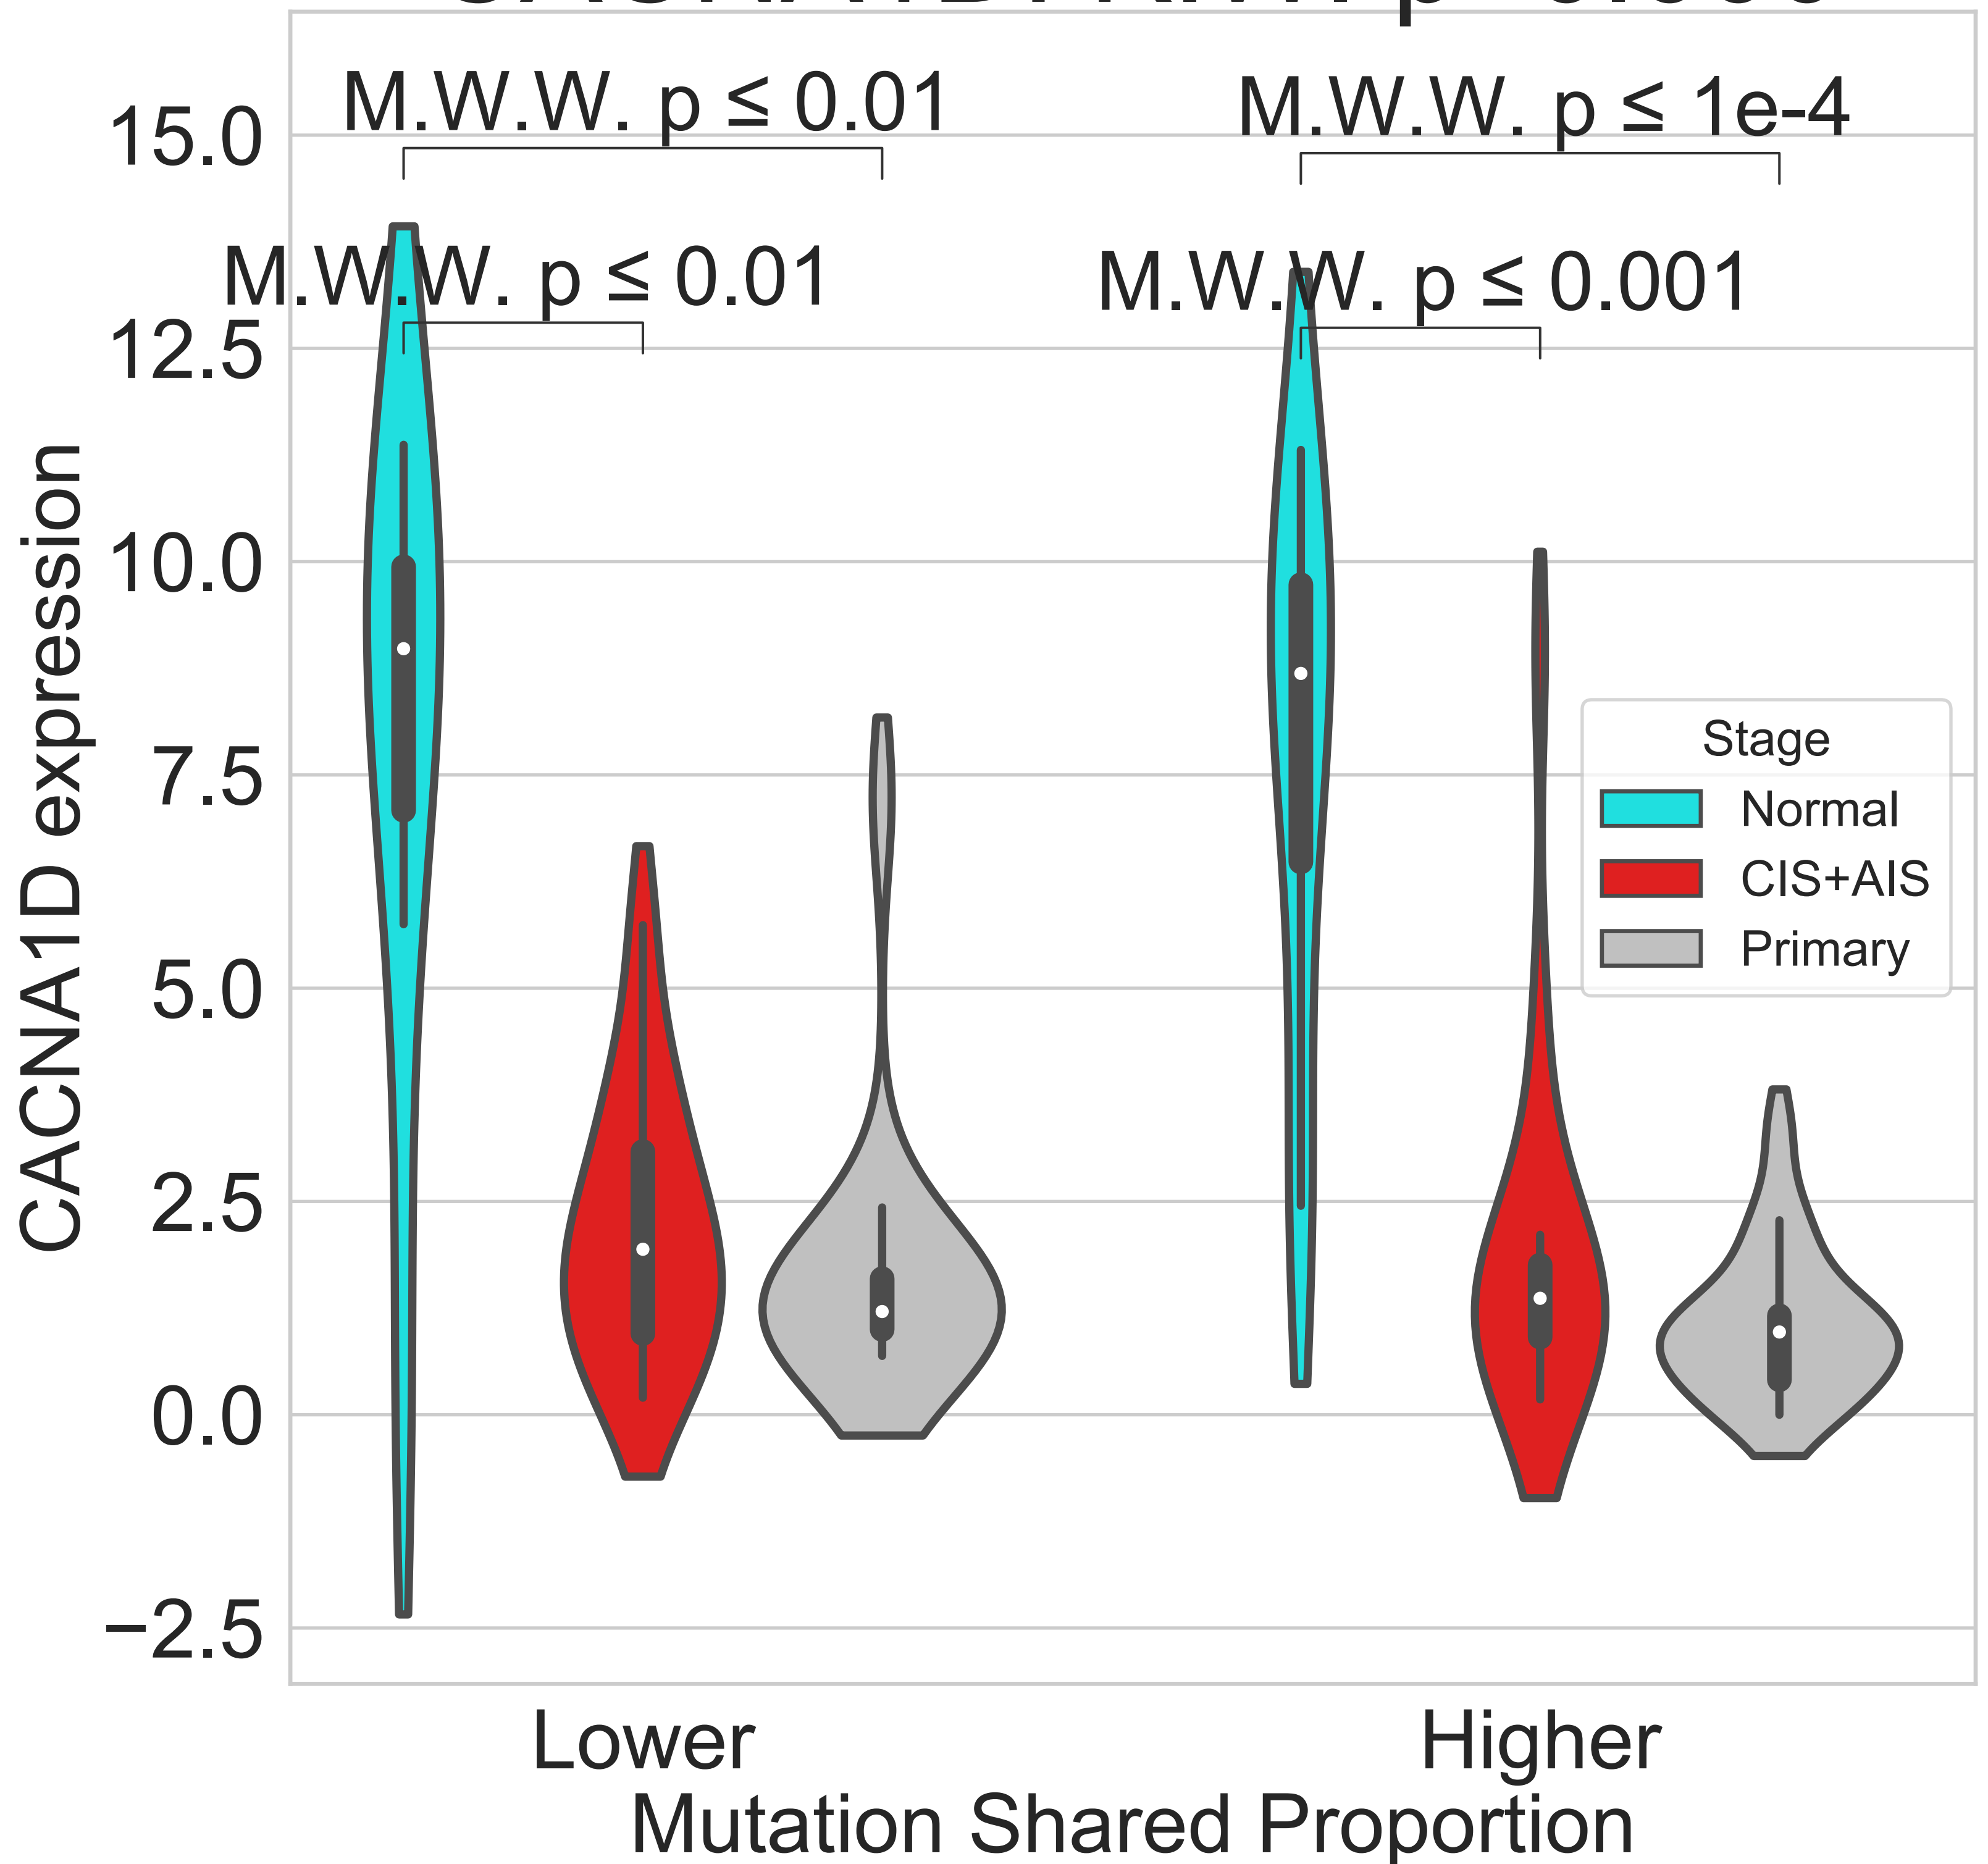 M.W.W. p ≤ 0.01
M.W.W. p ≤ 1e-4
M.W.W. p ≤ 0.01
M.W.W. p ≤ 0.001
15.0
12.5
10.0
7.5
5.0
2.5
0.0
−2.5
CACNA1D expression
Stage
Normal
CIS+AIS
Primary
Lower
Higher
Mutation Shared Proportion